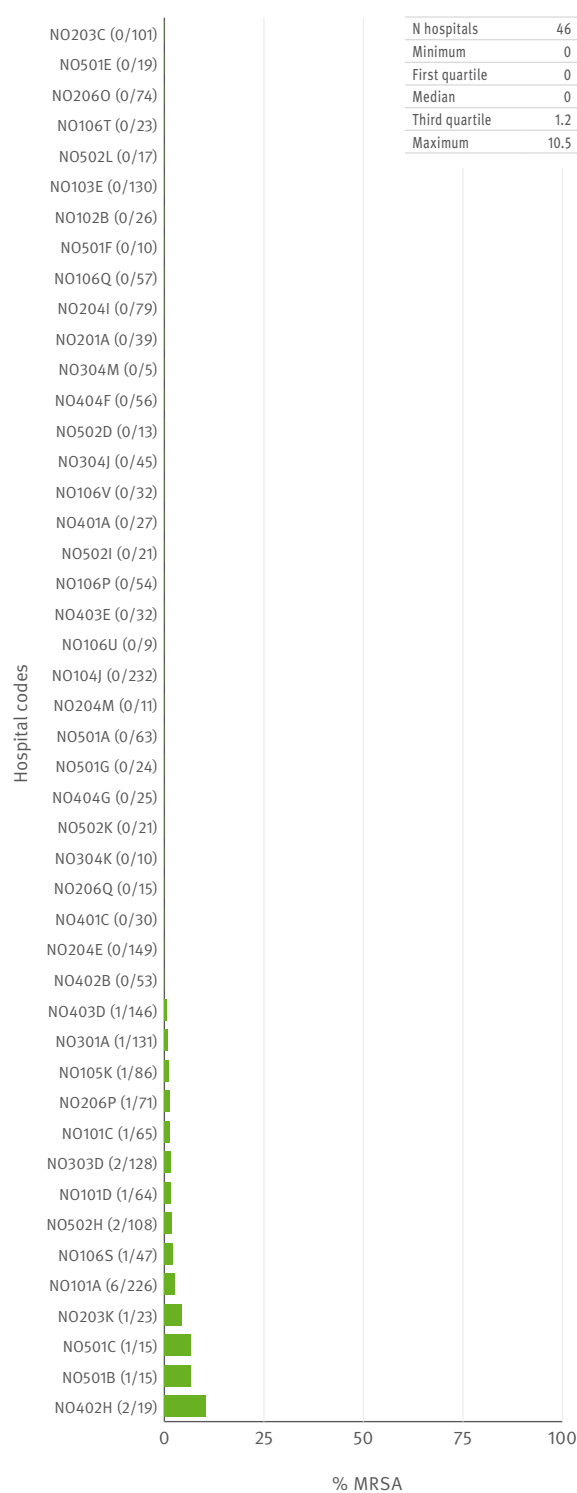 N hospitals 46
Minimum 0
First quartile 0
Median 0
Third quartile 1.2
Maximum 10.5
Hospital codes
NO203C (0/101)
NO501E (0/19)
NO206O (0/74)
NO106T (0/23)
NO502L (0/17)
NO103E (0/130)
NO102B (0/26)
NO501F (0/10)
NO106Q (0/57)
NO204I (0/79)
NO201A (0/39)
NO304M (0/5)
NO404F (0/56)
NO502D (0/13)
NO304J (0/45)
NO106V (0/32)
NO401A (0/27)
NO502I (0/21)
NO106P (0/54)
NO403E (0/32)
NO106U (0/9)
NO104J (0/232)
NO204M (0/11)
NO501A (0/63)
NO501G (0/24)
NO404G (0/25)
NO502K (0/21)
NO304K (0/10)
NO206Q (0/15)
NO401C (0/30)
NO204E (0/149)
NO402B (0/53)
NO403D (1/146)
NO301A (1/131)
NO105K (1/86)
NO206P (1/71)
NO101C (1/65)
NO303D (2/128)
NO101D (1/64)
NO502H (2/108)
NO106S (1/47)
NO101A (6/226)
NO203K (1/23)
NO501C (1/15)
NO501B (1/15)
NO402H (2/19)
0 25 50 75 100
% MRSA